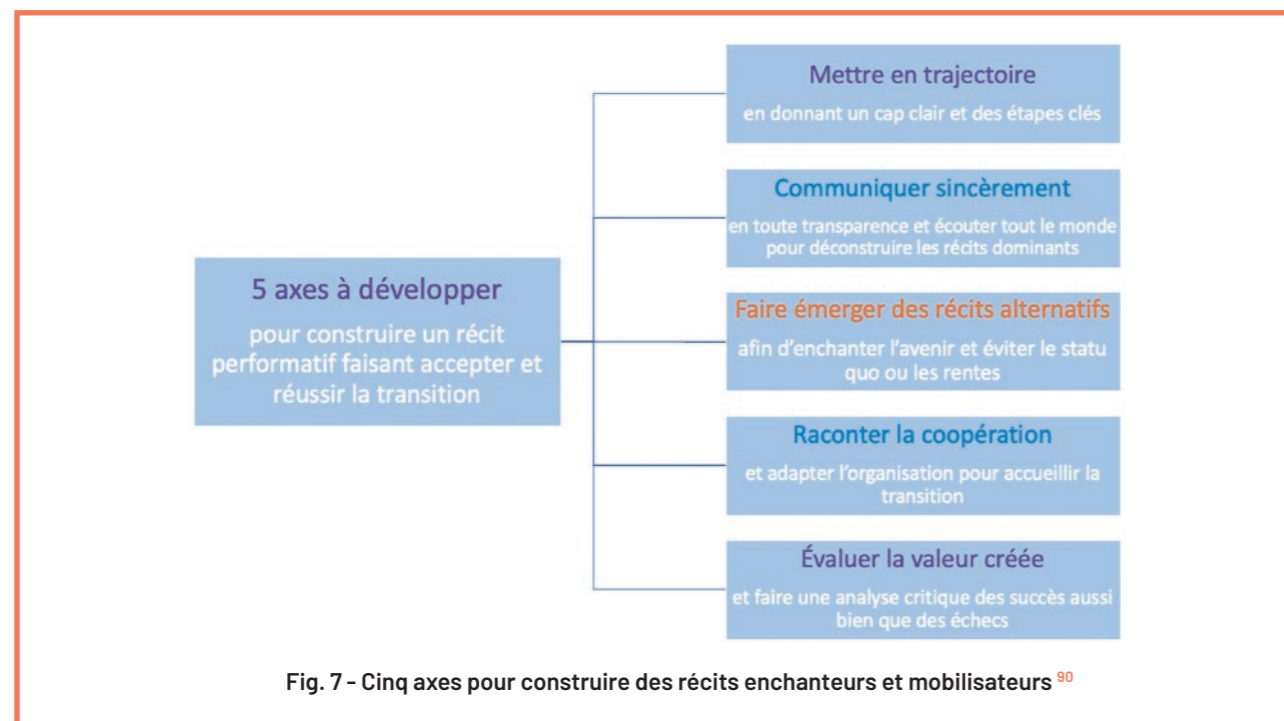 Mettre en trajectoire
en donnant un cap clair et des étapes clés
Communiquer sincèrement
en toute transparence et écouter tout le monde
pour déconstruire les récits dominants
5 axes à développer
pour construire un récit
performatif faisant accepter et
réussir la transition
Faire émerger des récits alternatifs
afin d'enchanter l'avenir et éviter le statu
quo ou les rentes
Raconter la coopération
et adapter l'organisation pour accueillir la
transition
Évaluer la valeur créée
et faire une analyse critique des succès aussi
bien que des échecs
Fig. 7 - Cinq axes pour construire des récits enchanteurs et mobilisateurs 90